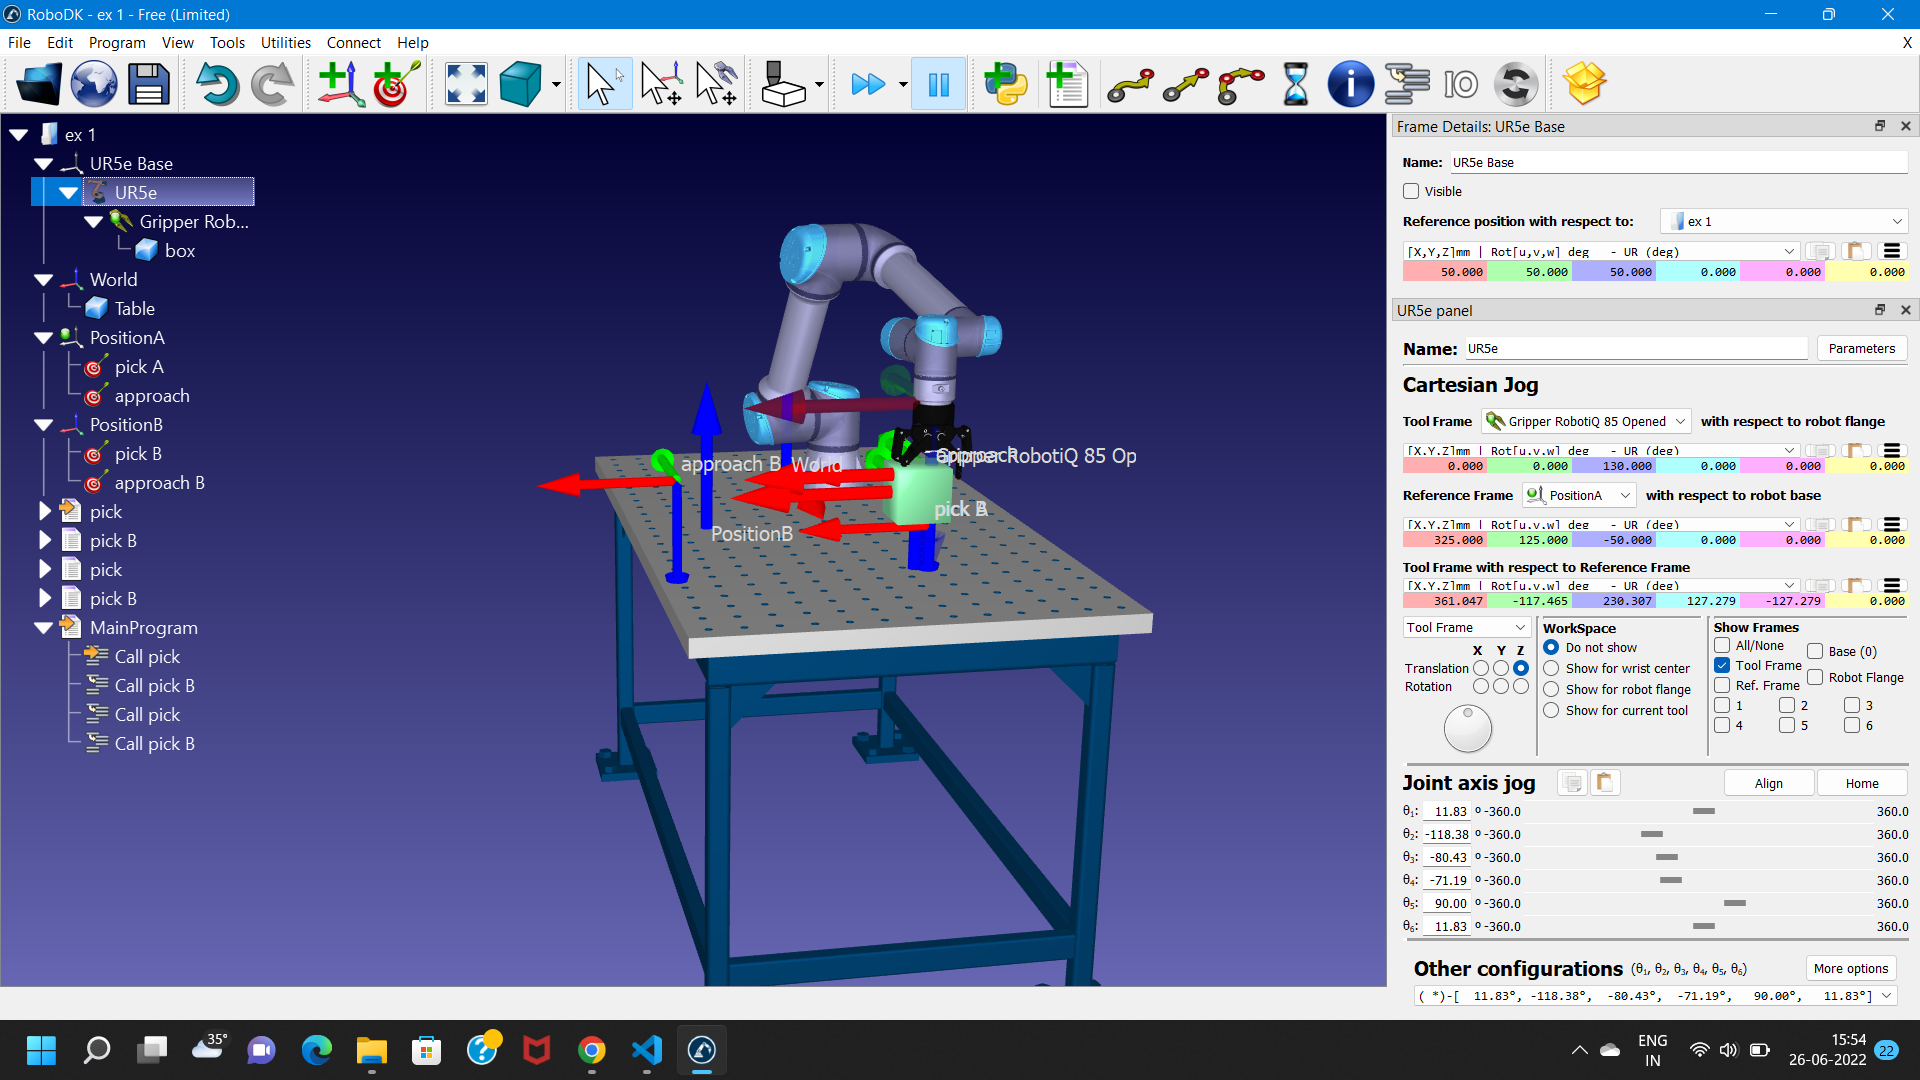 RoboDK - ex 1 - Free (Limited)
File Edit Program View Tools Utilities Connect Help X
IO
ex 1
UR5e Base
UR5e
Gripper Rob...
box
World
Table
PositionA
pick A
approach
PositionB
pick B
approach B
pick
pick B
pick
pick B
MainProgram
Call pick
Call pick B
Call pick
Call pick B
approach B World
PositionB
Frame Details: UR5e Base
Name: UR5e Base
Visible
Reference position with respect to: ex 1
[X,Y,Z]mm | Rot[u,v,w] deg - UR (deg)
50.000 50.000 50.000 0.000 0.000 0.000
UR5e panel
Name: UR5e Parameters
Cartesian Jog
Tool Frame Gripper RobotiQ 85 Opened with respect to robot flange
[X,Y,Z]mm | Rot[u,v,w] deg - UR (deg)
0.000 0.000 130.000 0.000 0.000 0.000
Reference Frame PositionA with respect to robot base
[X,Y,Z]mm | Rot[u,v,w] deg - UR (deg)
325.000 125.000 -50.000 0.000 0.000 0.000
Tool Frame with respect to Reference Frame
[X,Y,Z]mm | Rot[u,v,w] deg - UR (deg)
361.047 -117.465 230.307 127.279 -127.279 0.000
Tool Frame
X Y Z
Translation
Rotation
WorkSpace
Do not show
Show for wrist center
Show for robot flange
Show for current tool
Show Frames
All/None Base (0)
Tool Frame
Robot Flange
Ref. Frame
1 2 3
4 5 6
Joint axis jog Align Home
θ1: 11.83 º -360.0 360.0
θ2: -118.38 º -360.0 360.0
θ3: -80.43 º -360.0 360.0
θ4: -71.19 º -360.0 360.0
θ5: 90.00 º -360.0 360.0
θ6: 11.83 º -360.0 360.0
Other configurations (θ1, θ2, θ3, θ4, θ5, θ6) More options
( *)-[ 11.83°, -118.38°, -80.43°, -71.19°, 90.00°, 11.83°]
35°
ENG
IN
15:54
26-06-2022
22